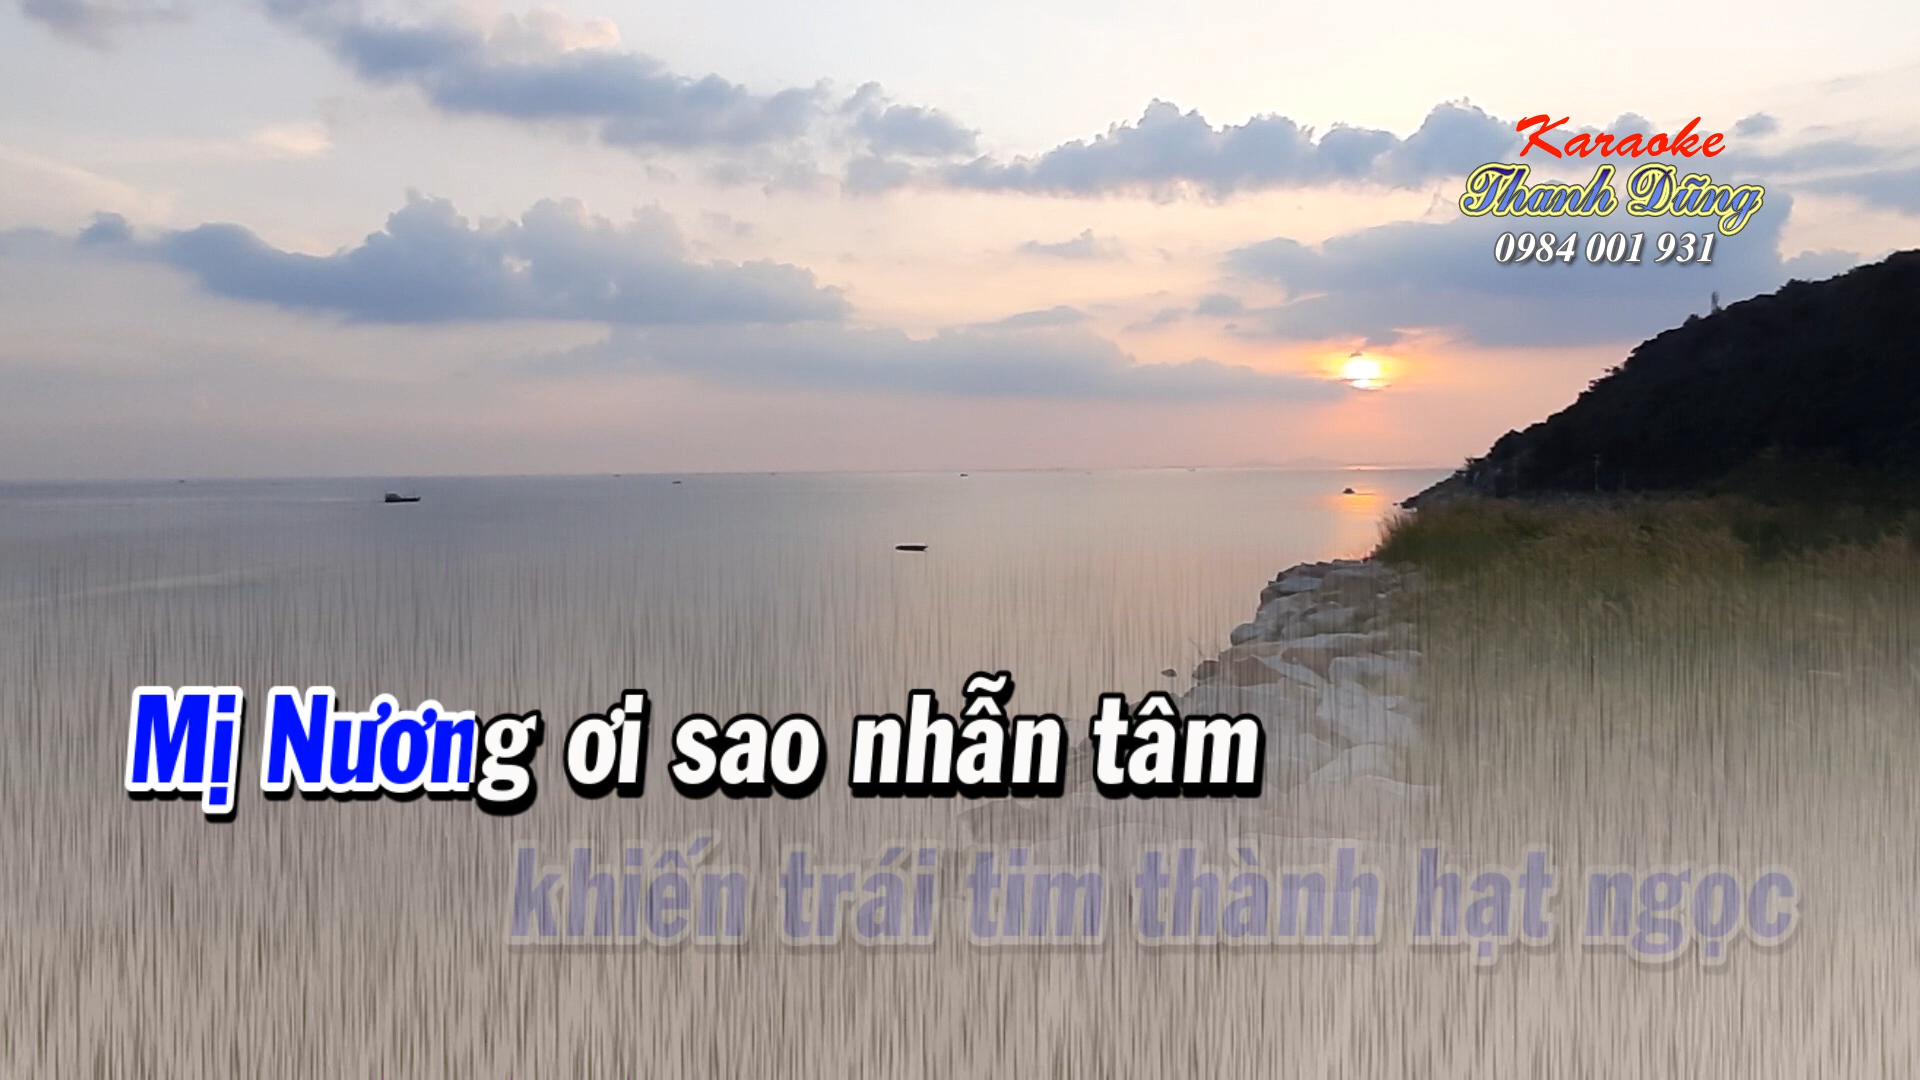 Karaoke
Thanh Dũng
0984 001 931
Mị Nương ơi sao nhẫn tâm
khiến trái tim thành hạt ngọc